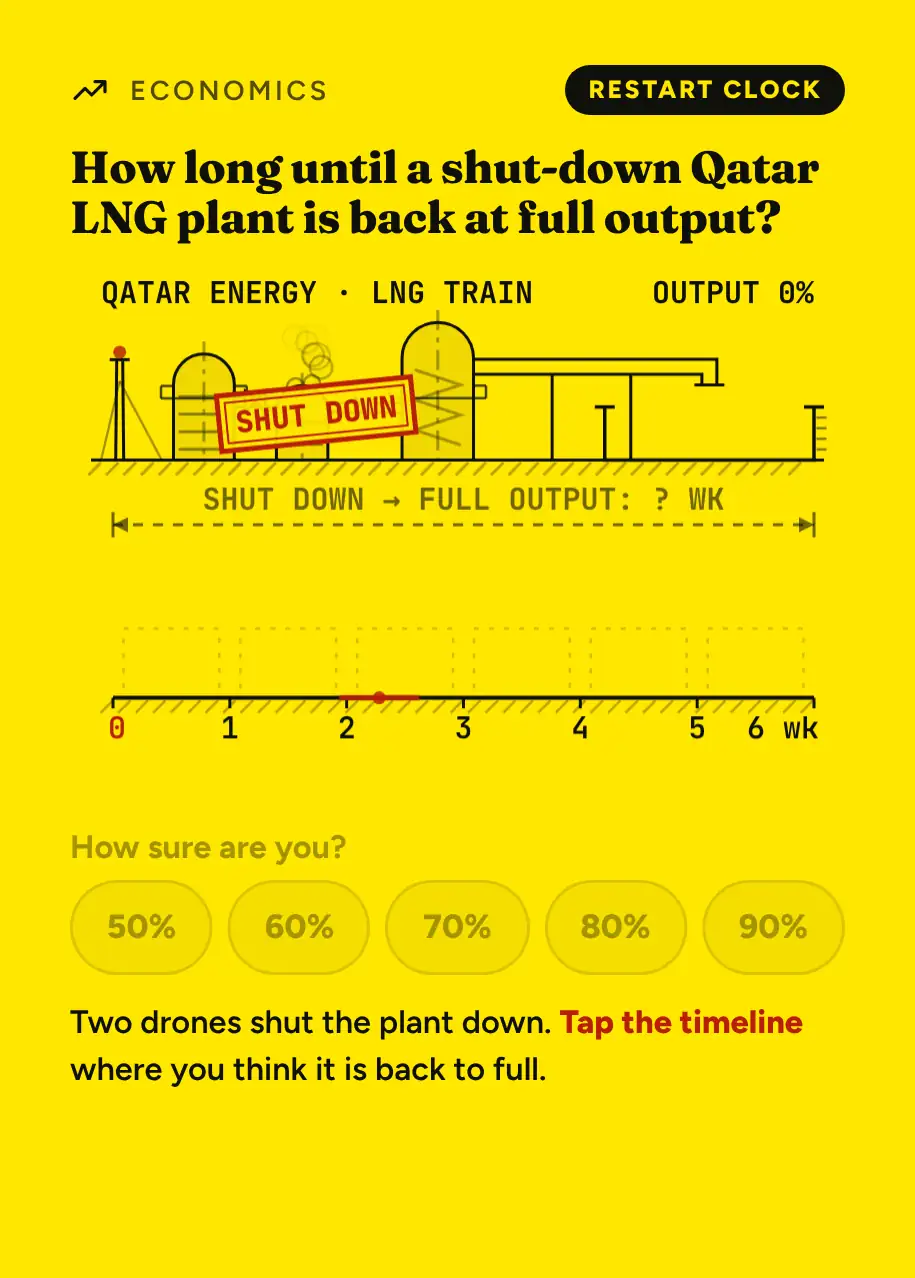 ECONOMICS
RESTART CLOCK
How long until a shut-down Qatar
LNG plant is back at full output?
QATAR ENERGY · LNG TRAIN
OUTPUT 0%
SHUT DOWN
SHUT DOWN → FULL OUTPUT: ? WK
0 1 2 3 4 5 6 wk
How sure are you?
50% 60% 70% 80% 90%
Two drones shut the plant down. Tap the timeline
where you think it is back to full.